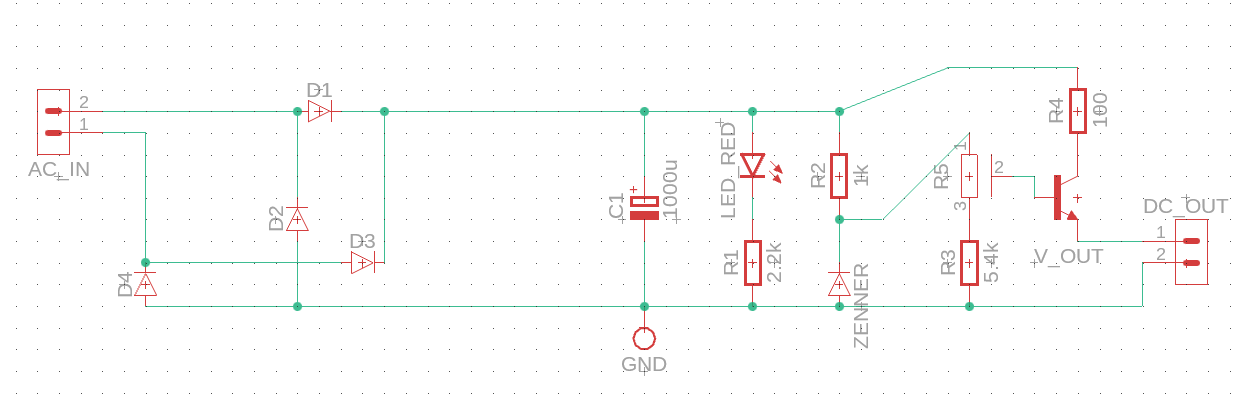 AC_IN
2
1
D1
D2
D3
D4
C1
1000u
GND
LED_RED
R1
2.2k
R2
1k
ZENNER
R5
1
2
3
R3
5.4k
R4
100
V_OUT
DC_OUT
1
2